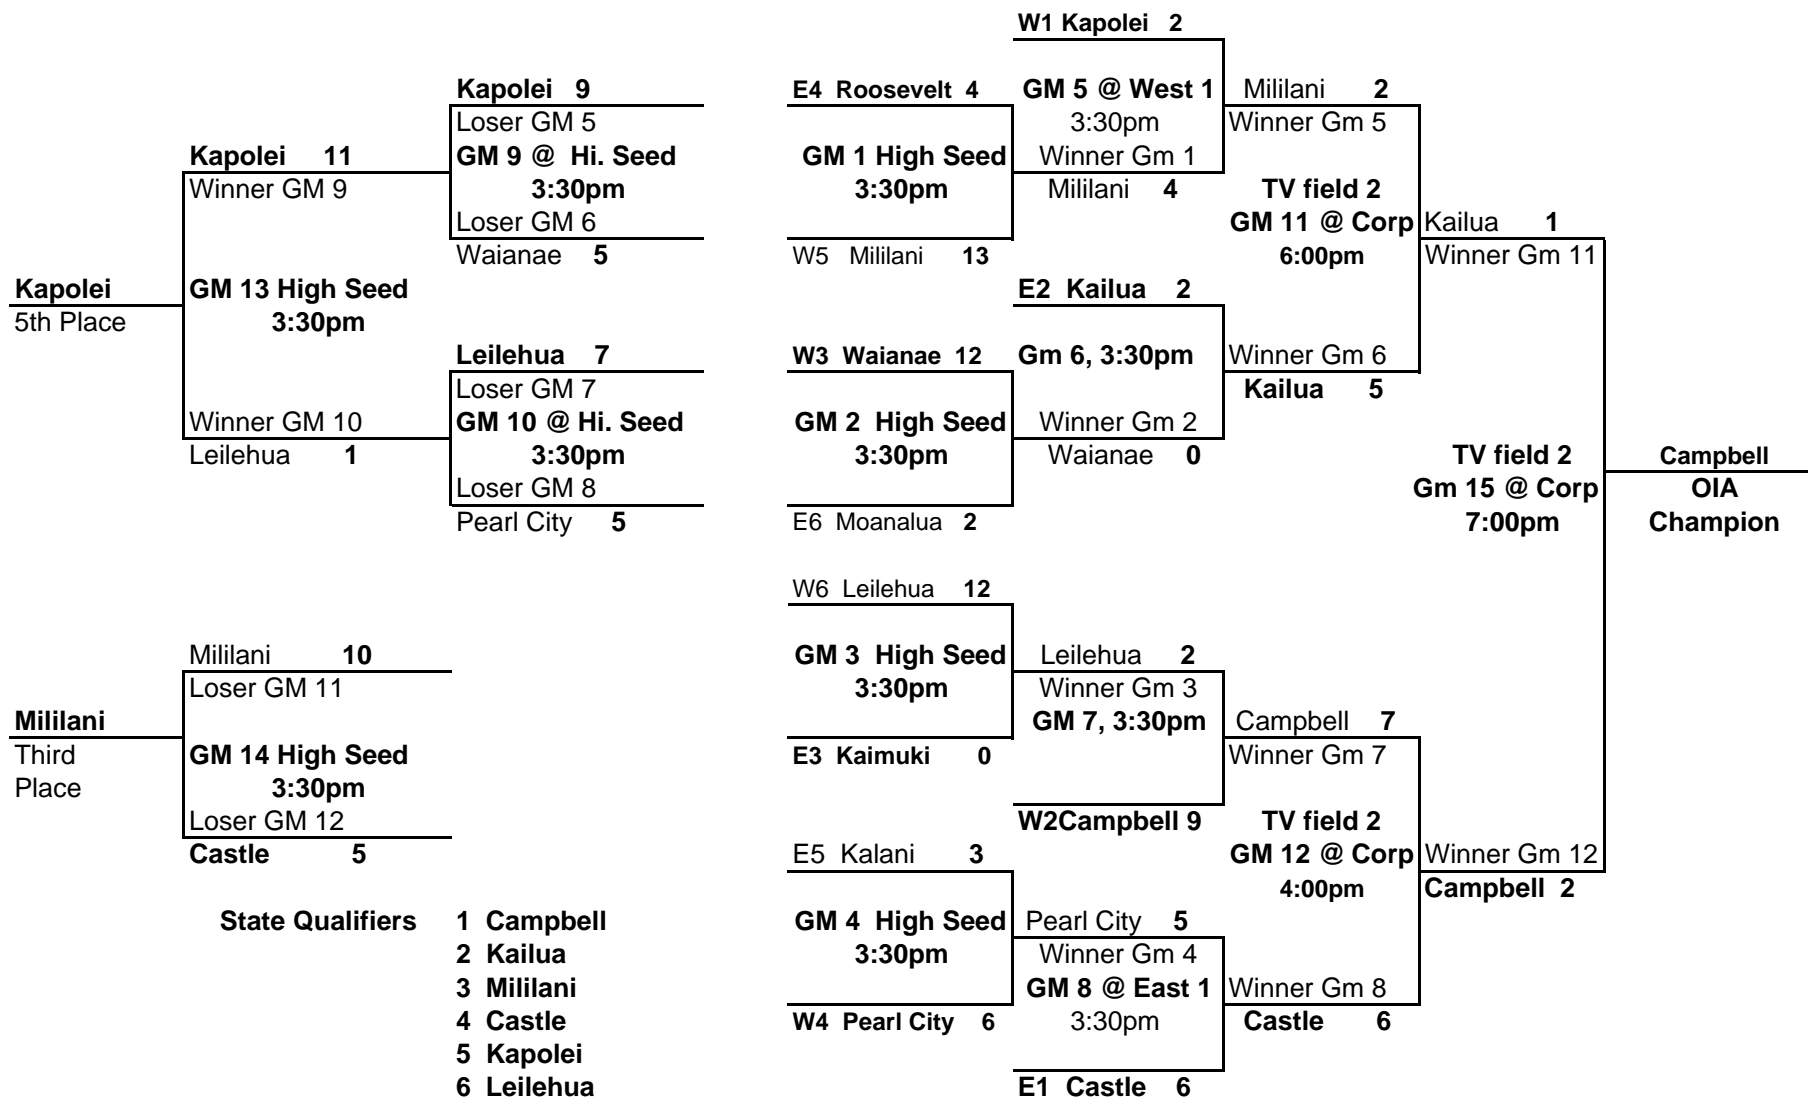 W1 Kapolei 2
Kapolei 9
E4 Roosevelt 4
GM 5 @ West 1
Mililani 2
Loser GM 5
3:30pm
Winner Gm 5
Kapolei 11
GM 9 @ Hi. Seed
GM 1 High Seed
Winner Gm 1
Winner GM 9
3:30pm
3:30pm
Mililani 4
TV field 2
Loser GM 6
GM 11 @ Corp
Kailua 1
Waianae 5
W5 Mililani 13
6:00pm
Winner Gm 11
Kapolei
GM 13 High Seed
E2 Kailua 2
5th Place
3:30pm
Leilehua 7
W3 Waianae 12
Gm 6, 3:30pm
Winner Gm 6
Loser GM 7
Kailua 5
Winner GM 10
GM 10 @ Hi. Seed
GM 2 High Seed
Winner Gm 2
Leilehua 1
3:30pm
3:30pm
Waianae 0
TV field 2
Campbell
Loser GM 8
Gm 15 @ Corp
OIA
Pearl City 5
E6 Moanalua 2
7:00pm
Champion
W6 Leilehua 12
Mililani 10
GM 3 High Seed
Leilehua 2
Loser GM 11
3:30pm
Winner Gm 3
Mililani
GM 7, 3:30pm
Campbell 7
Third
GM 14 High Seed
E3 Kaimuki 0
Winner Gm 7
Place
3:30pm
Loser GM 12
W2Campbell 9
TV field 2
Castle 5
E5 Kalani 3
GM 12 @ Corp
Winner Gm 12
4:00pm
Campbell 2
State Qualifiers
1 Campbell
GM 4 High Seed
Pearl City 5
2 Kailua
3:30pm
Winner Gm 4
3 Mililani
GM 8 @ East 1
Winner Gm 8
4 Castle
W4 Pearl City 6
3:30pm
Castle 6
5 Kapolei
6 Leilehua
E1 Castle 6